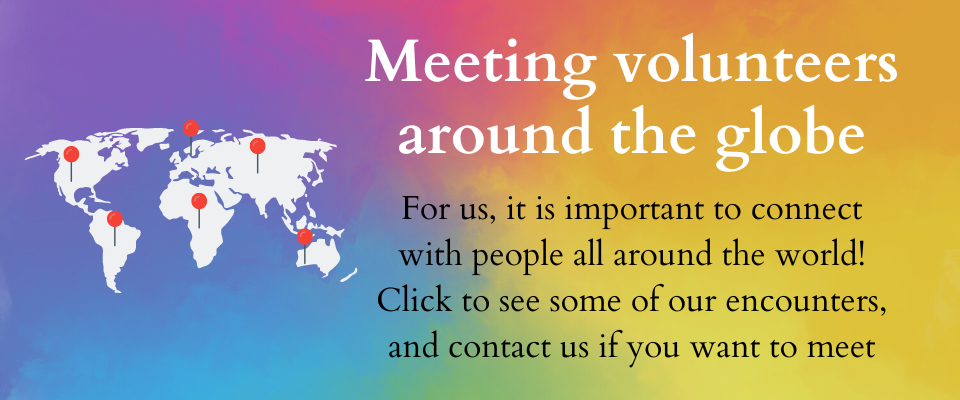 Meeting volunteers
around the globe
For us, it is important to connect
with people all around the world!
Click to see some of our encounters,
and contact us if you want to meet